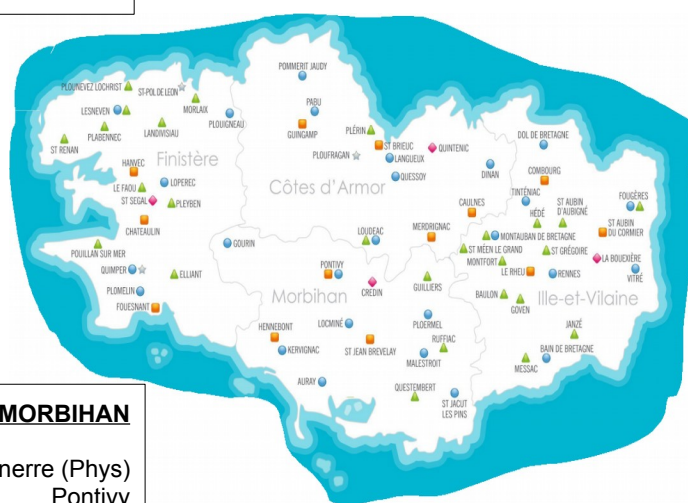 POMMERIT JAUDY
PLOUNEVEZ LOCHRIST
ST-POL DE LEON
LESNEVEN
MORLAIX
PABU
PLABENNEC
LANDIVISIAU
PLOUIGNEAU
GUINGAMP
PLÉRIN
DOL DE BRETAGNE
ST RENAN
ST BRIEUC
QUINTENIC
HANVEC
Finistère
PLOUFRAGAN
LANGUEUX
COMBOURG
LOPEREC
QUESSOY
DINAN
LE FAOU
Côtes d'Armor
TINTÉNIAC
FOUGÈRES
ST SEGAL
PLEYBEN
CAULNES
HÉDÉ
ST AUBIN
D'AUBIGNÉ
CHATEAULIN
LOUDEAC
MERDRIGNAC
MONTAUBAN DE BRETAGNE
ST AUBIN
DU CORMIER
POUILLAN SUR MER
GOURIN
ST MÉEN LE GRAND
ST GRÉGOIRE
MONTFORT
LA BOUEXIÈRE
QUIMPER
ELLIANT
PONTIVY
LE RHEU
RENNES
VITRÉ
PLOMELIN
Morbihan
CREDIN
GUILLIERS
BAULON
Ille-et-Vilaine
FOUESNANT
GOVEN
HENNEBONT
LOCMINÉ
PLOERMEL
JANZÉ
KERVIGNAC
ST JEAN BREVELAY
RUFFIAC
MALESTROIT
BAIN DE BRETAGNE
MESSAC
AURAY
QUESTEMBERT
ST JACUT
LES PINS
MORBIHAN
nerre (Phys)
Pontivy